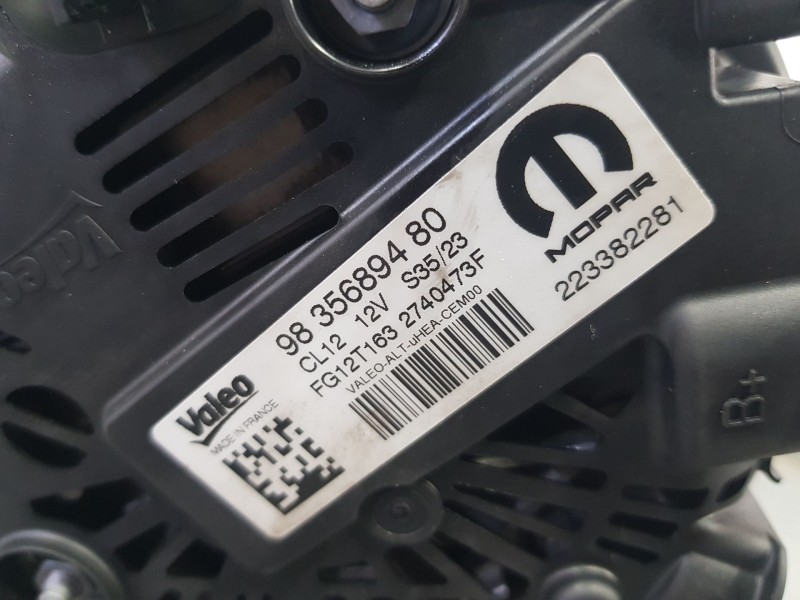 Valeo
98 356894 80
CL12 12V S35/23
FG12T163 2740473F
VALEO-ALT-uHEA-CEM00
Valeo
MADE IN FRANCE
MOPAR
223382281
B+